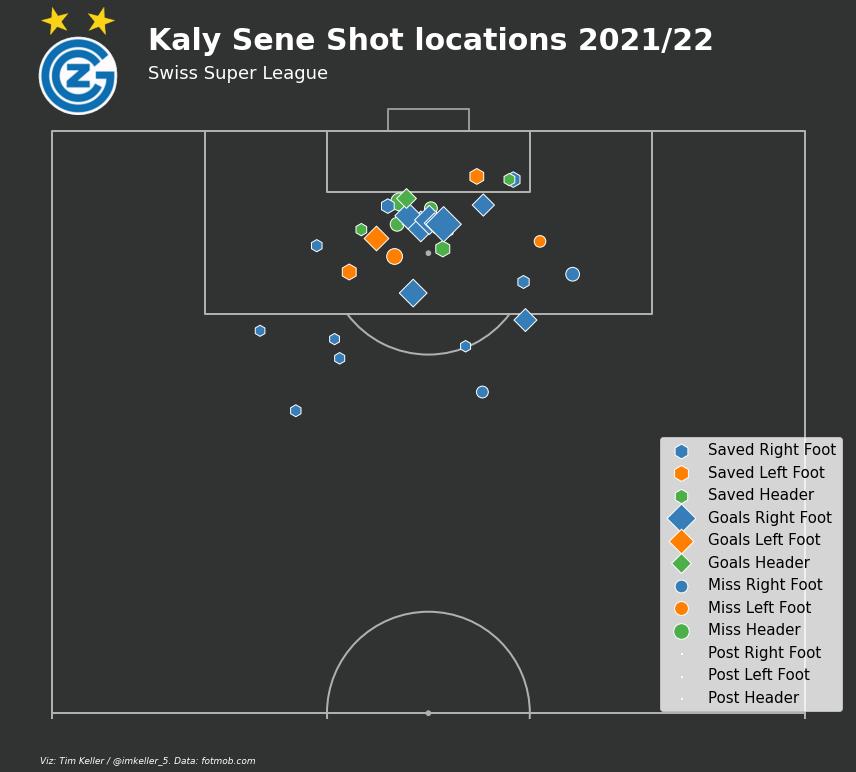 Kaly Sene Shot locations 2021/22
Swiss Super League
GCZ
Saved Right Foot
Saved Left Foot
Saved Header
Goals Right Foot
Goals Left Foot
Goals Header
Miss Right Foot
Miss Left Foot
Miss Header
Post Right Foot
Post Left Foot
Post Header
Viz: Tim Keller / @imkeller_5. Data: fotmob.com